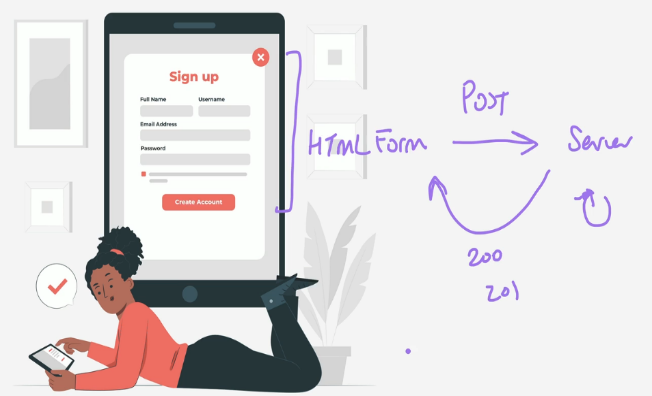 Sign up
Full Name Username
Email Address
Password
Create Account
HTML Form
Post
Server
200
201